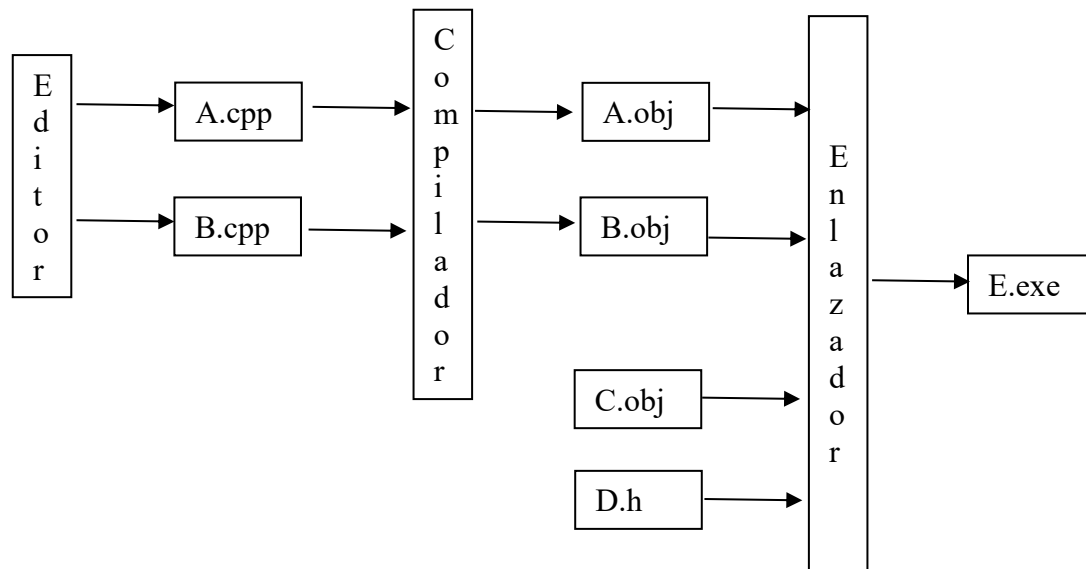 Editor
A.cpp
B.cpp
Compilador
A.obj
B.obj
C.obj
D.h
Enlazador
E.exe